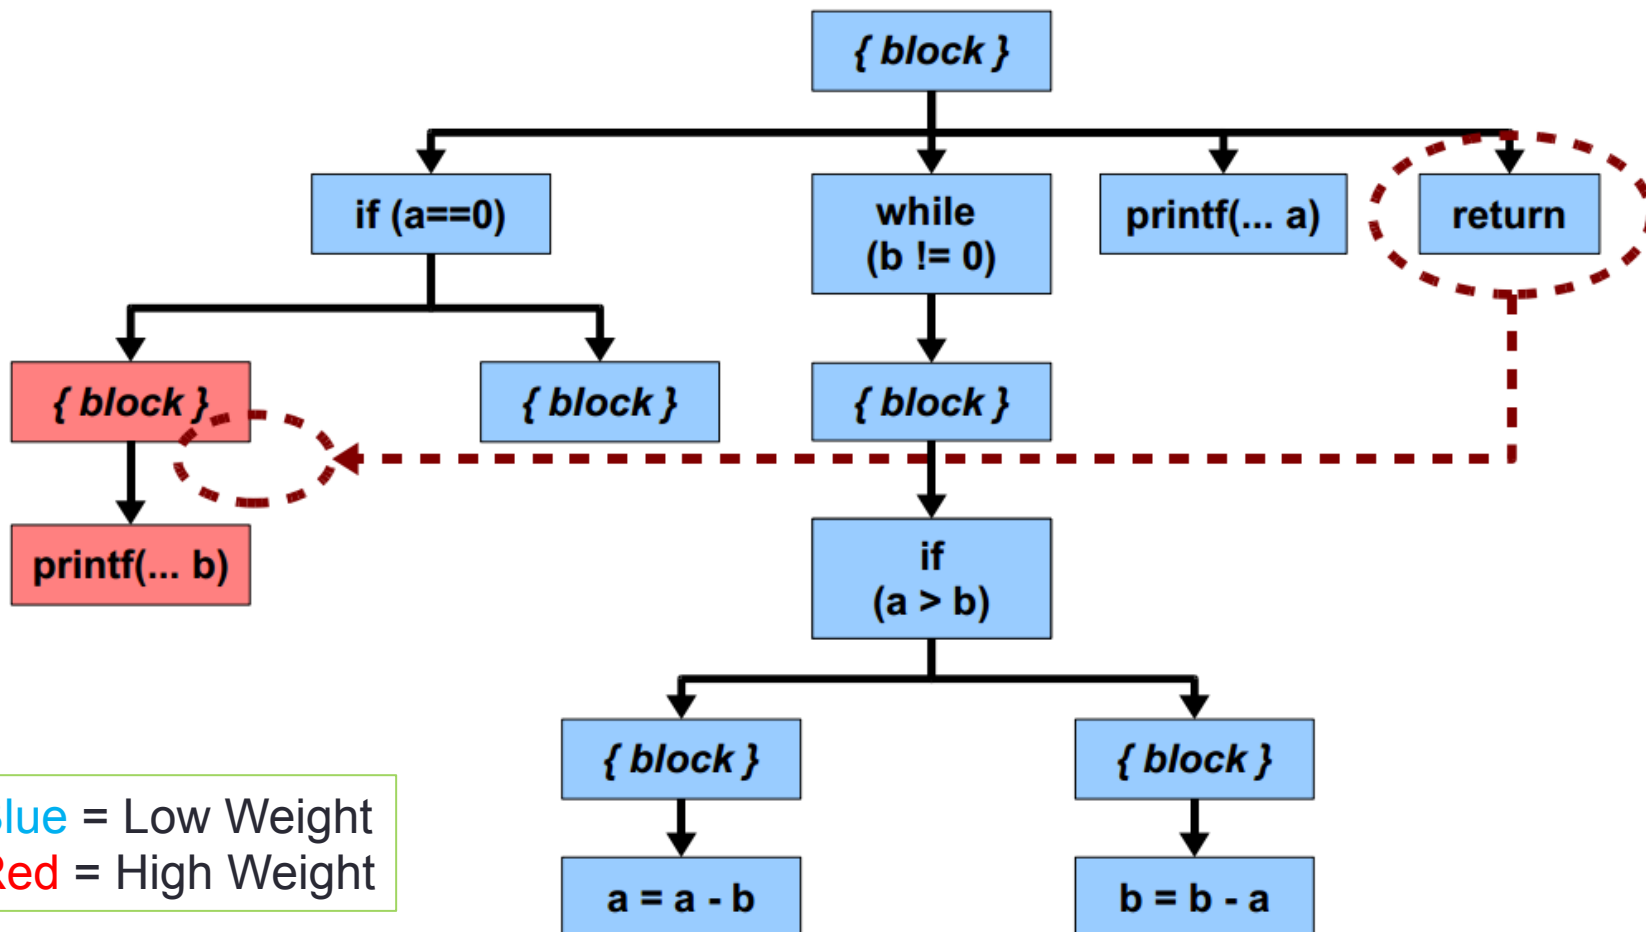 { block }
if (a==0)
while
(b != 0)
printf(... a)
return
{ block }
{ block }
{ block }
printf(... b)
if
(a > b)
{ block }
{ block }
a = a - b
b = b - a
lue = Low Weight
Red = High Weight